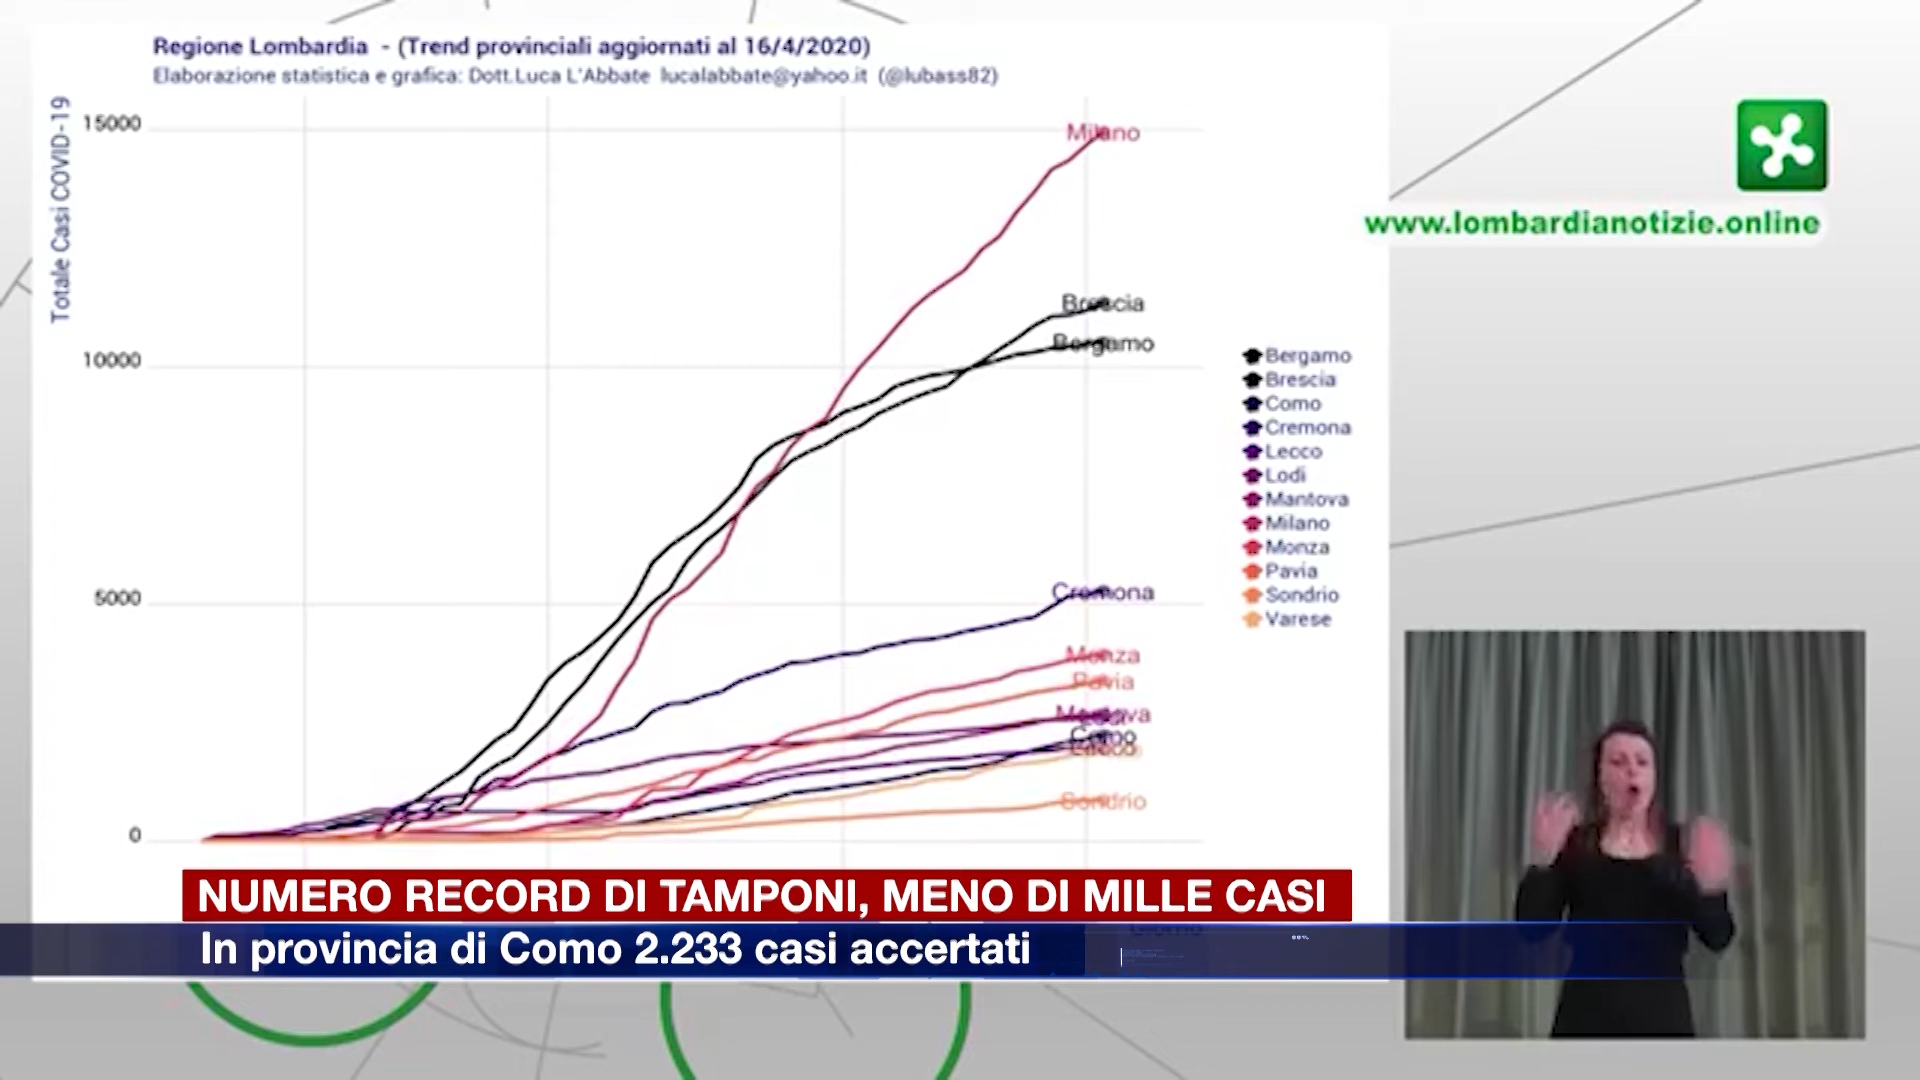 Regione Lombardia - (Trend provinciali aggiornati al 16/4/2020)
Elaborazione statistica e grafica: Dott.Luca L'Abbate lucalabbate@yahoo.it (@lubass82)
Totale Casi COVID-19
15000
10000
5000
0
Milano
Brescia
Bergamo
Cremona
Monza
Pavia
Mantova
Como
Sondrio
Bergamo
Brescia
Como
Cremona
Lecco
Lodi
Mantova
Milano
Monza
Pavia
Sondrio
Varese
www.lombardianotizie.online
NUMERO RECORD DI TAMPONI, MENO DI MILLE CASI
In provincia di Como 2.233 casi accertati